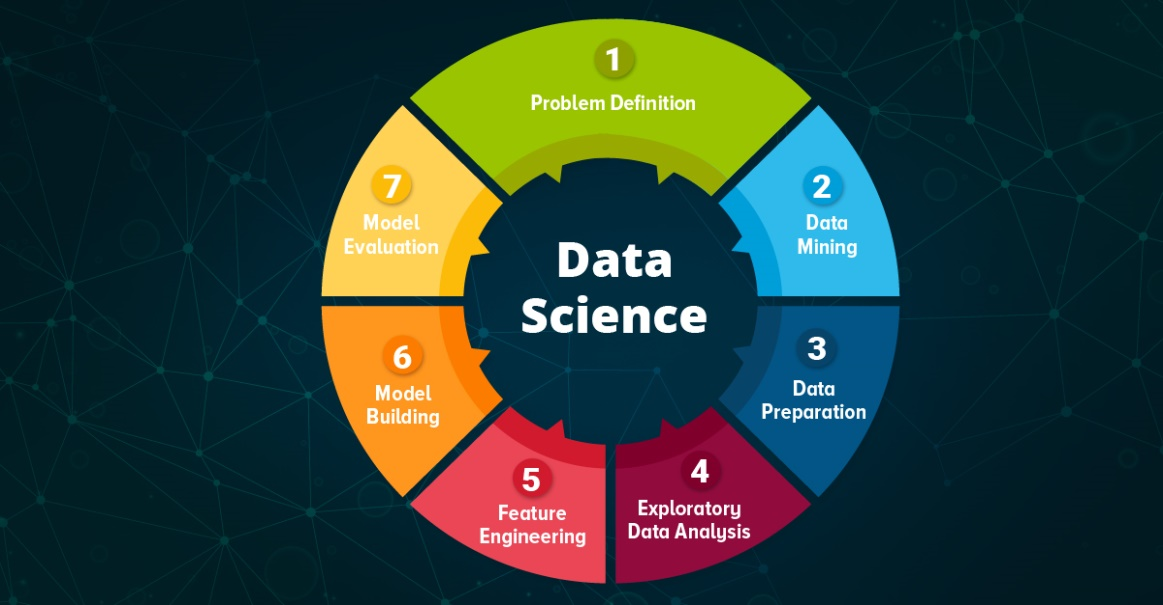 1
Problem Definition
2
Data
Mining
3
Data
Preparation
4
Exploratory
Data Analysis
5
Feature
Engineering
6
Model
Building
7
Model
Evaluation
Data
Science